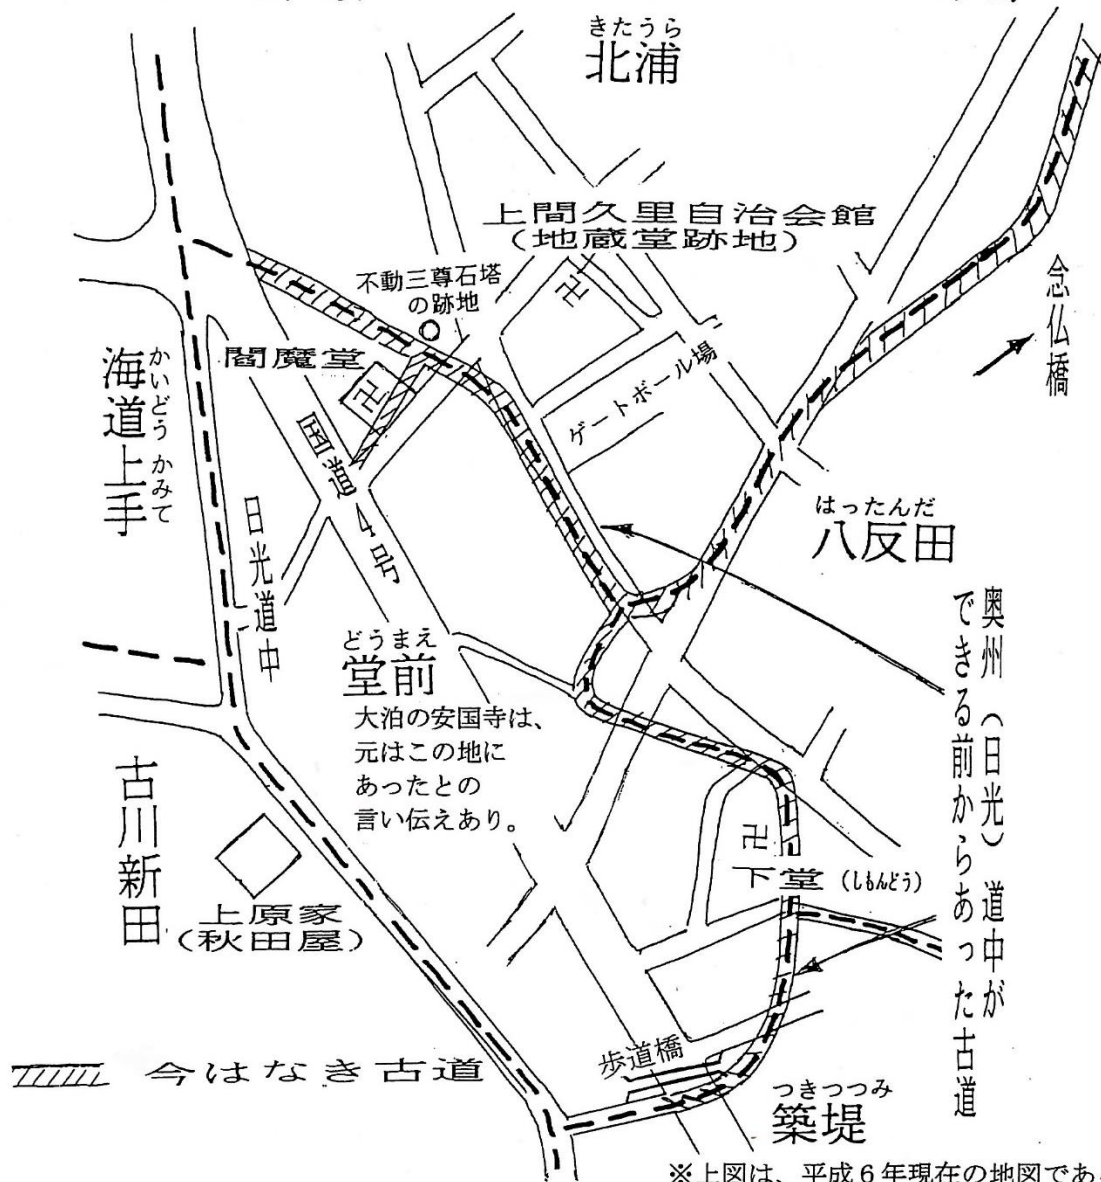 きたうら
北浦
上間久里自治会館
（地蔵堂跡地）
不動三尊石塔
の跡地
卍
念仏橋
閻魔堂
卍
ゲートボール場
かいどうかみて
海道上手
国道4号
日光道中
はったんだ
八反田
どうまえ
堂前
大泊の安国寺は、
元はこの地に
あったとの
言い伝えあり。
奥州（日光）道中が
できる前からあった古道
古川新田
上原家
（秋田屋）
卍
下堂（しもんどう）
歩道橋
今はなき古道
つきつつみ
築堤
※上図は、平成6年現在の地図であ